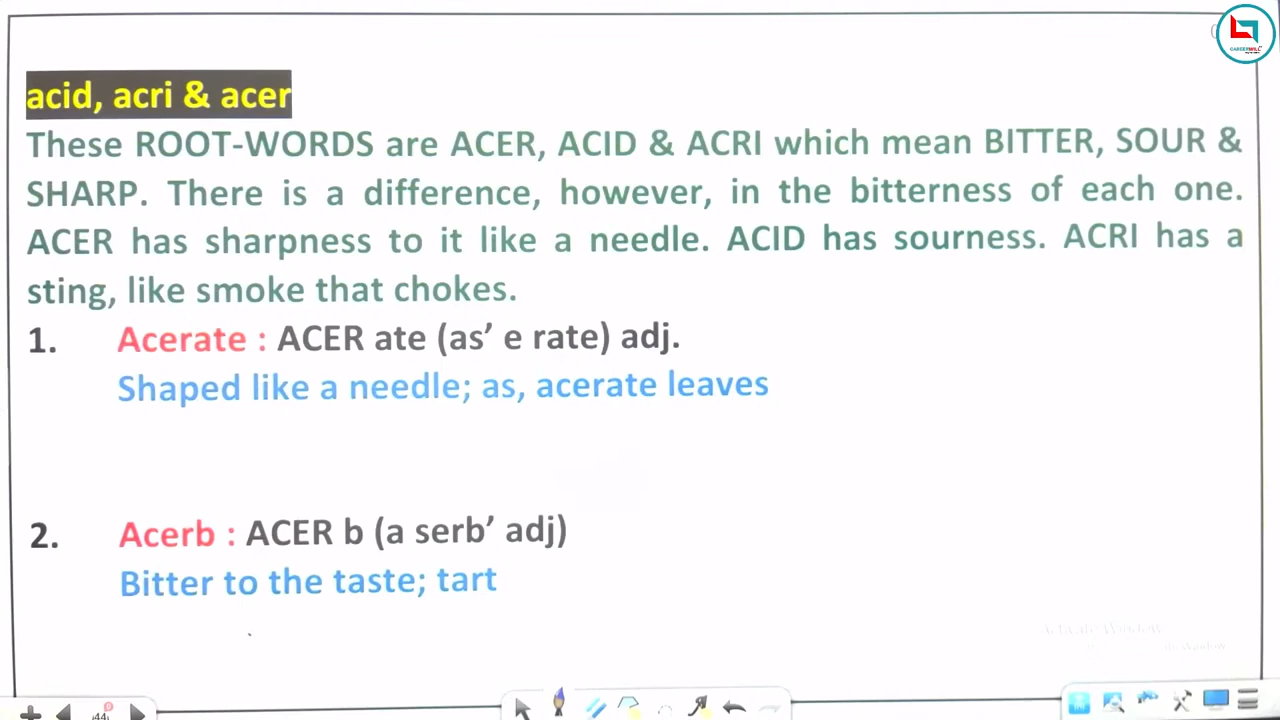 acid, acri & acer
These ROOT-WORDS are ACER, ACID & ACRI which mean BITTER, SOUR &
SHARP. There is a difference, however, in the bitterness of each one.
ACER has sharpness to it like a needle. ACID has sourness. ACRI has a
sting, like smoke that chokes.
1. Acerate : ACER ate (as’ e rate) adj.
Shaped like a needle; as, acerate leaves
2. Acerb : ACER b (a serb’ adj)
Bitter to the taste; tart
44